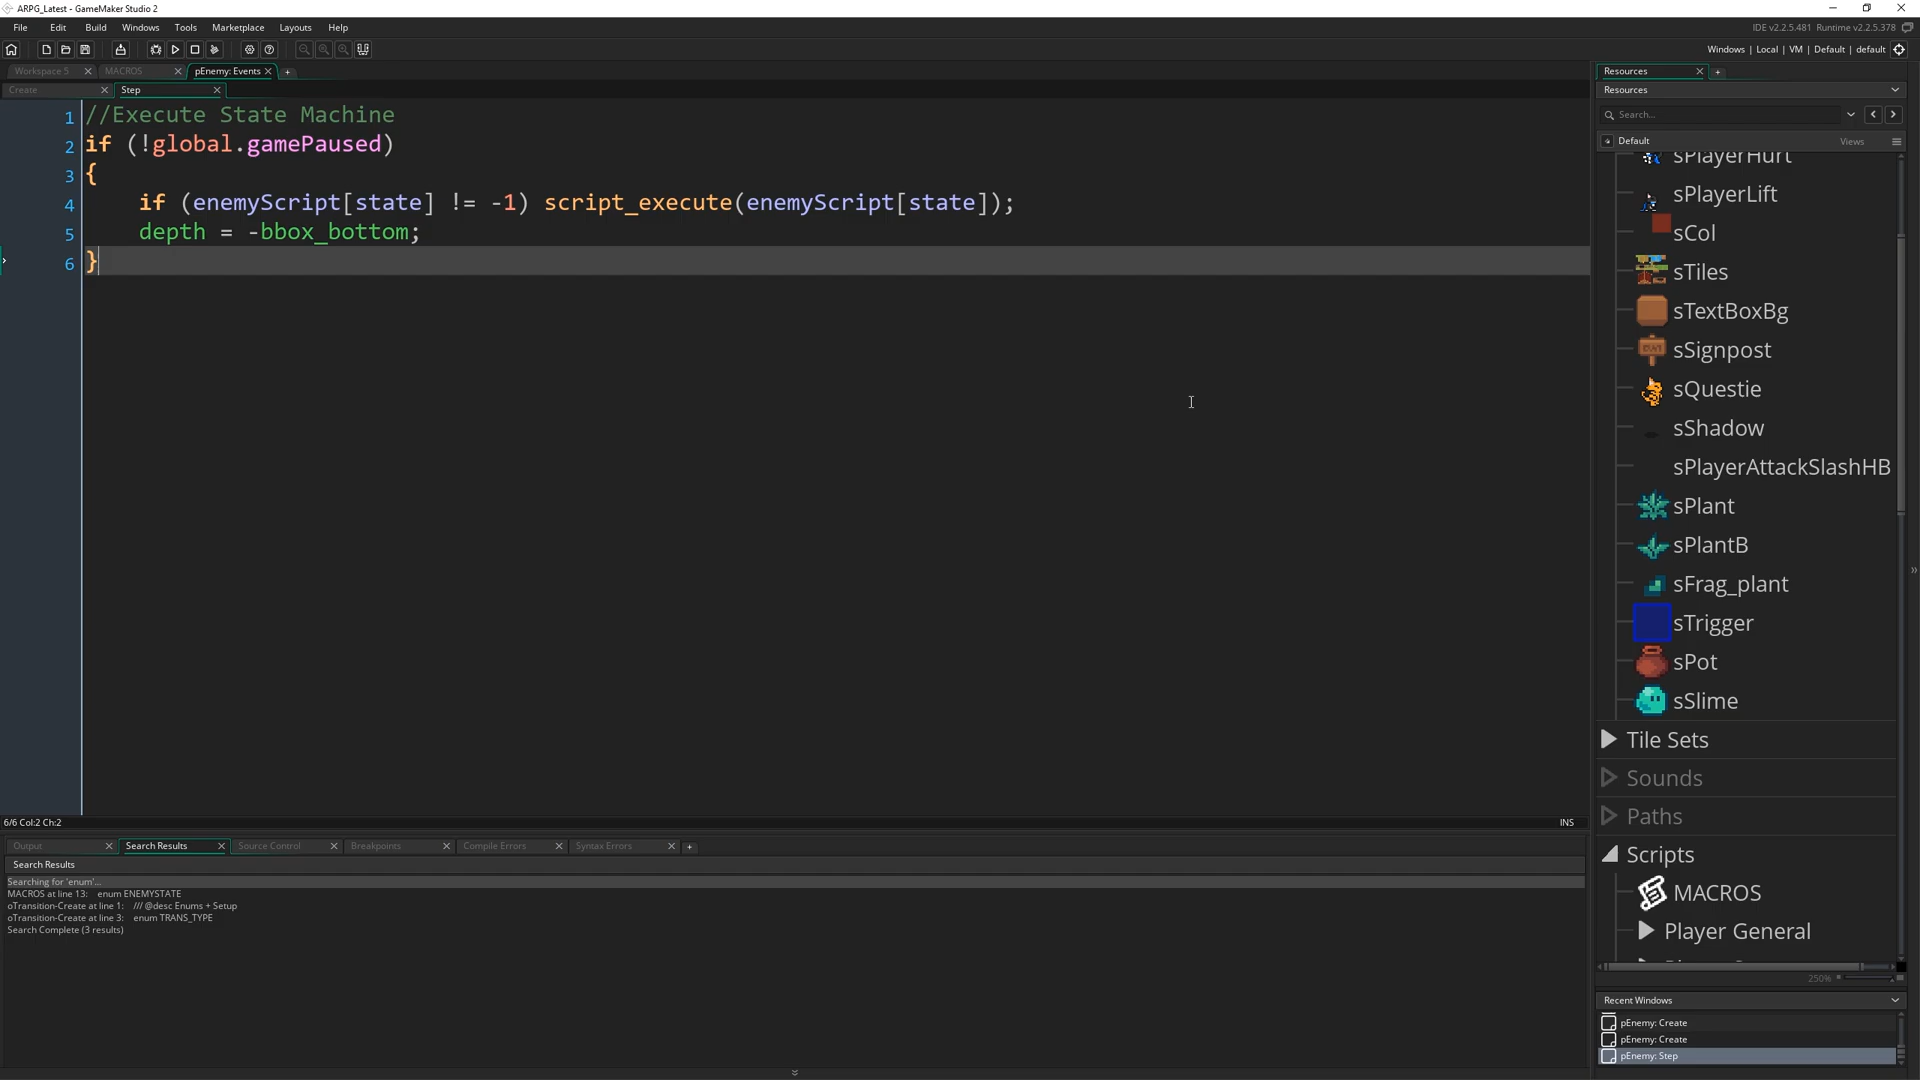 ARPG_Latest - GameMaker Studio 2
File Edit Build Windows Tools Marketplace Layouts Help
IDE v2.2.5.481 Runtime v2.2.5.378
Windows | Local | VM | Default | default
Workspace 5 MACROS pEnemy: Events +
Create Step
1 //Execute State Machine
2 if (!global.gamePaused)
3 {
4 if (enemyScript[state] != -1) script_execute(enemyScript[state]);
5 depth = -bbox_bottom;
6 }
6/6 Col:2 Ch:2
INS
Output Search Results Source Control Breakpoints Compile Errors Syntax Errors +
Search Results
Searching for 'enum'...
MACROS at line 13: enum ENEMYSTATE
oTransition-Create at line 1: /// @desc Enums + Setup
oTransition-Create at line 3: enum TRANS_TYPE
Search Complete (3 results)
Resources +
Resources
Search...
Default Views
sPlayerHurt
sPlayerLift
sCol
sTiles
sTextBoxBg
sSignpost
sQuestie
sShadow
sPlayerAttackSlashHB
sPlant
sPlantB
sFrag_plant
sTrigger
sPot
sSlime
Tile Sets
Sounds
Paths
Scripts
MACROS
Player General
250%
Recent Windows
pEnemy: Create
pEnemy: Create
pEnemy: Step